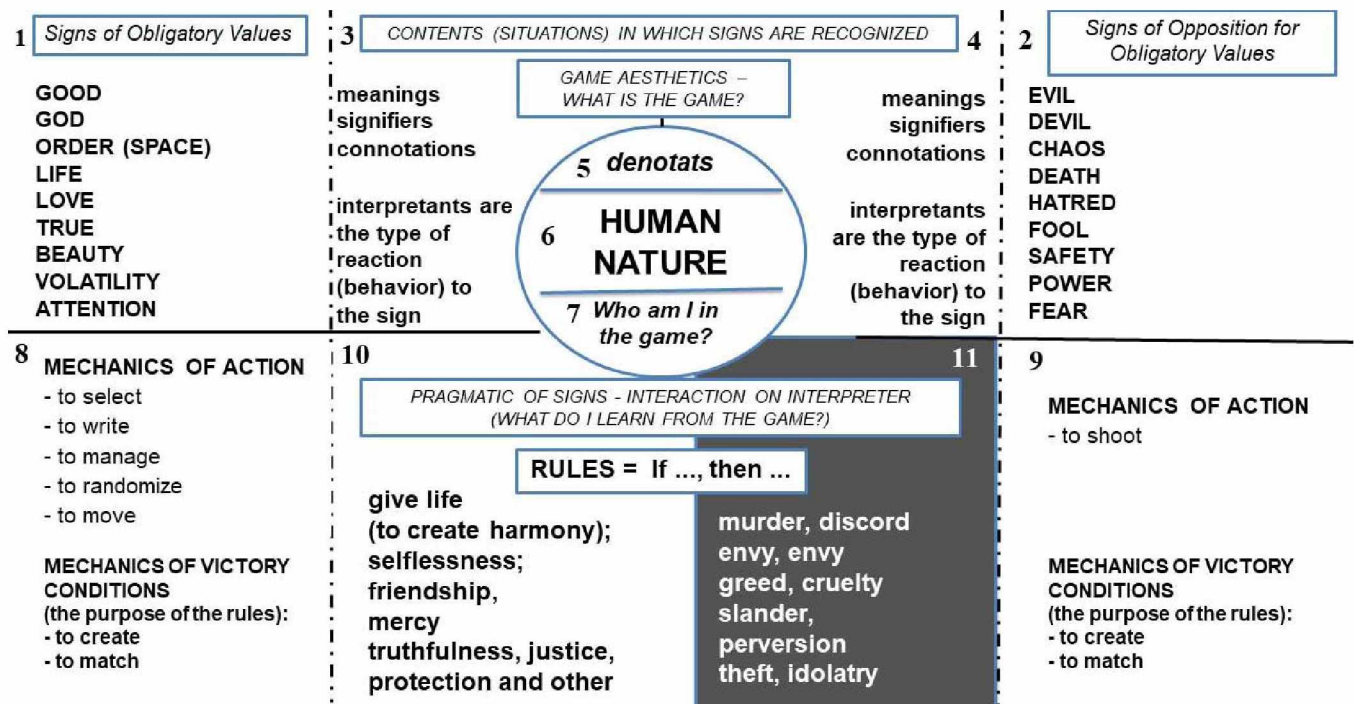 1
Signs of Obligatory Values
GOOD
GOD
ORDER (SPACE)
LIFE
LOVE
TRUE
BEAUTY
VOLATILITY
ATTENTION
3
CONTENTS (SITUATIONS) IN WHICH SIGNS ARE RECOGNIZED
4
GAME AESTHETICS –
WHAT IS THE GAME?
meanings
signifiers
connotations
interpretants are
the type of
reaction
(behavior) to
the sign
5 denotats
6 HUMAN
NATURE
7 Who am I in
the game?
meanings
signifiers
connotations
interpretants
are the type of
reaction
(behavior) to
the sign
2
Signs of Opposition for
Obligatory Values
EVIL
DEVIL
CHAOS
DEATH
HATRED
FOOL
SAFETY
POWER
FEAR
8
MECHANICS OF ACTION
- to select
- to write
- to manage
- to randomize
- to move
MECHANICS OF VICTORY
CONDITIONS
(the purpose of the rules):
- to create
- to match
10
11
PRAGMATIC OF SIGNS - INTERACTION ON INTERPRETER
(WHAT DO I LEARN FROM THE GAME?)
RULES = If ..., then ...
give life
(to create harmony);
selflessness;
friendship,
mercy
truthfulness, justice,
protection and other
murder, discord
envy, envy
greed, cruelty
slander,
perversion
theft, idolatry
9
MECHANICS OF ACTION
- to shoot
MECHANICS OF VICTORY
CONDITIONS
(the purpose of the rules):
- to create
- to match